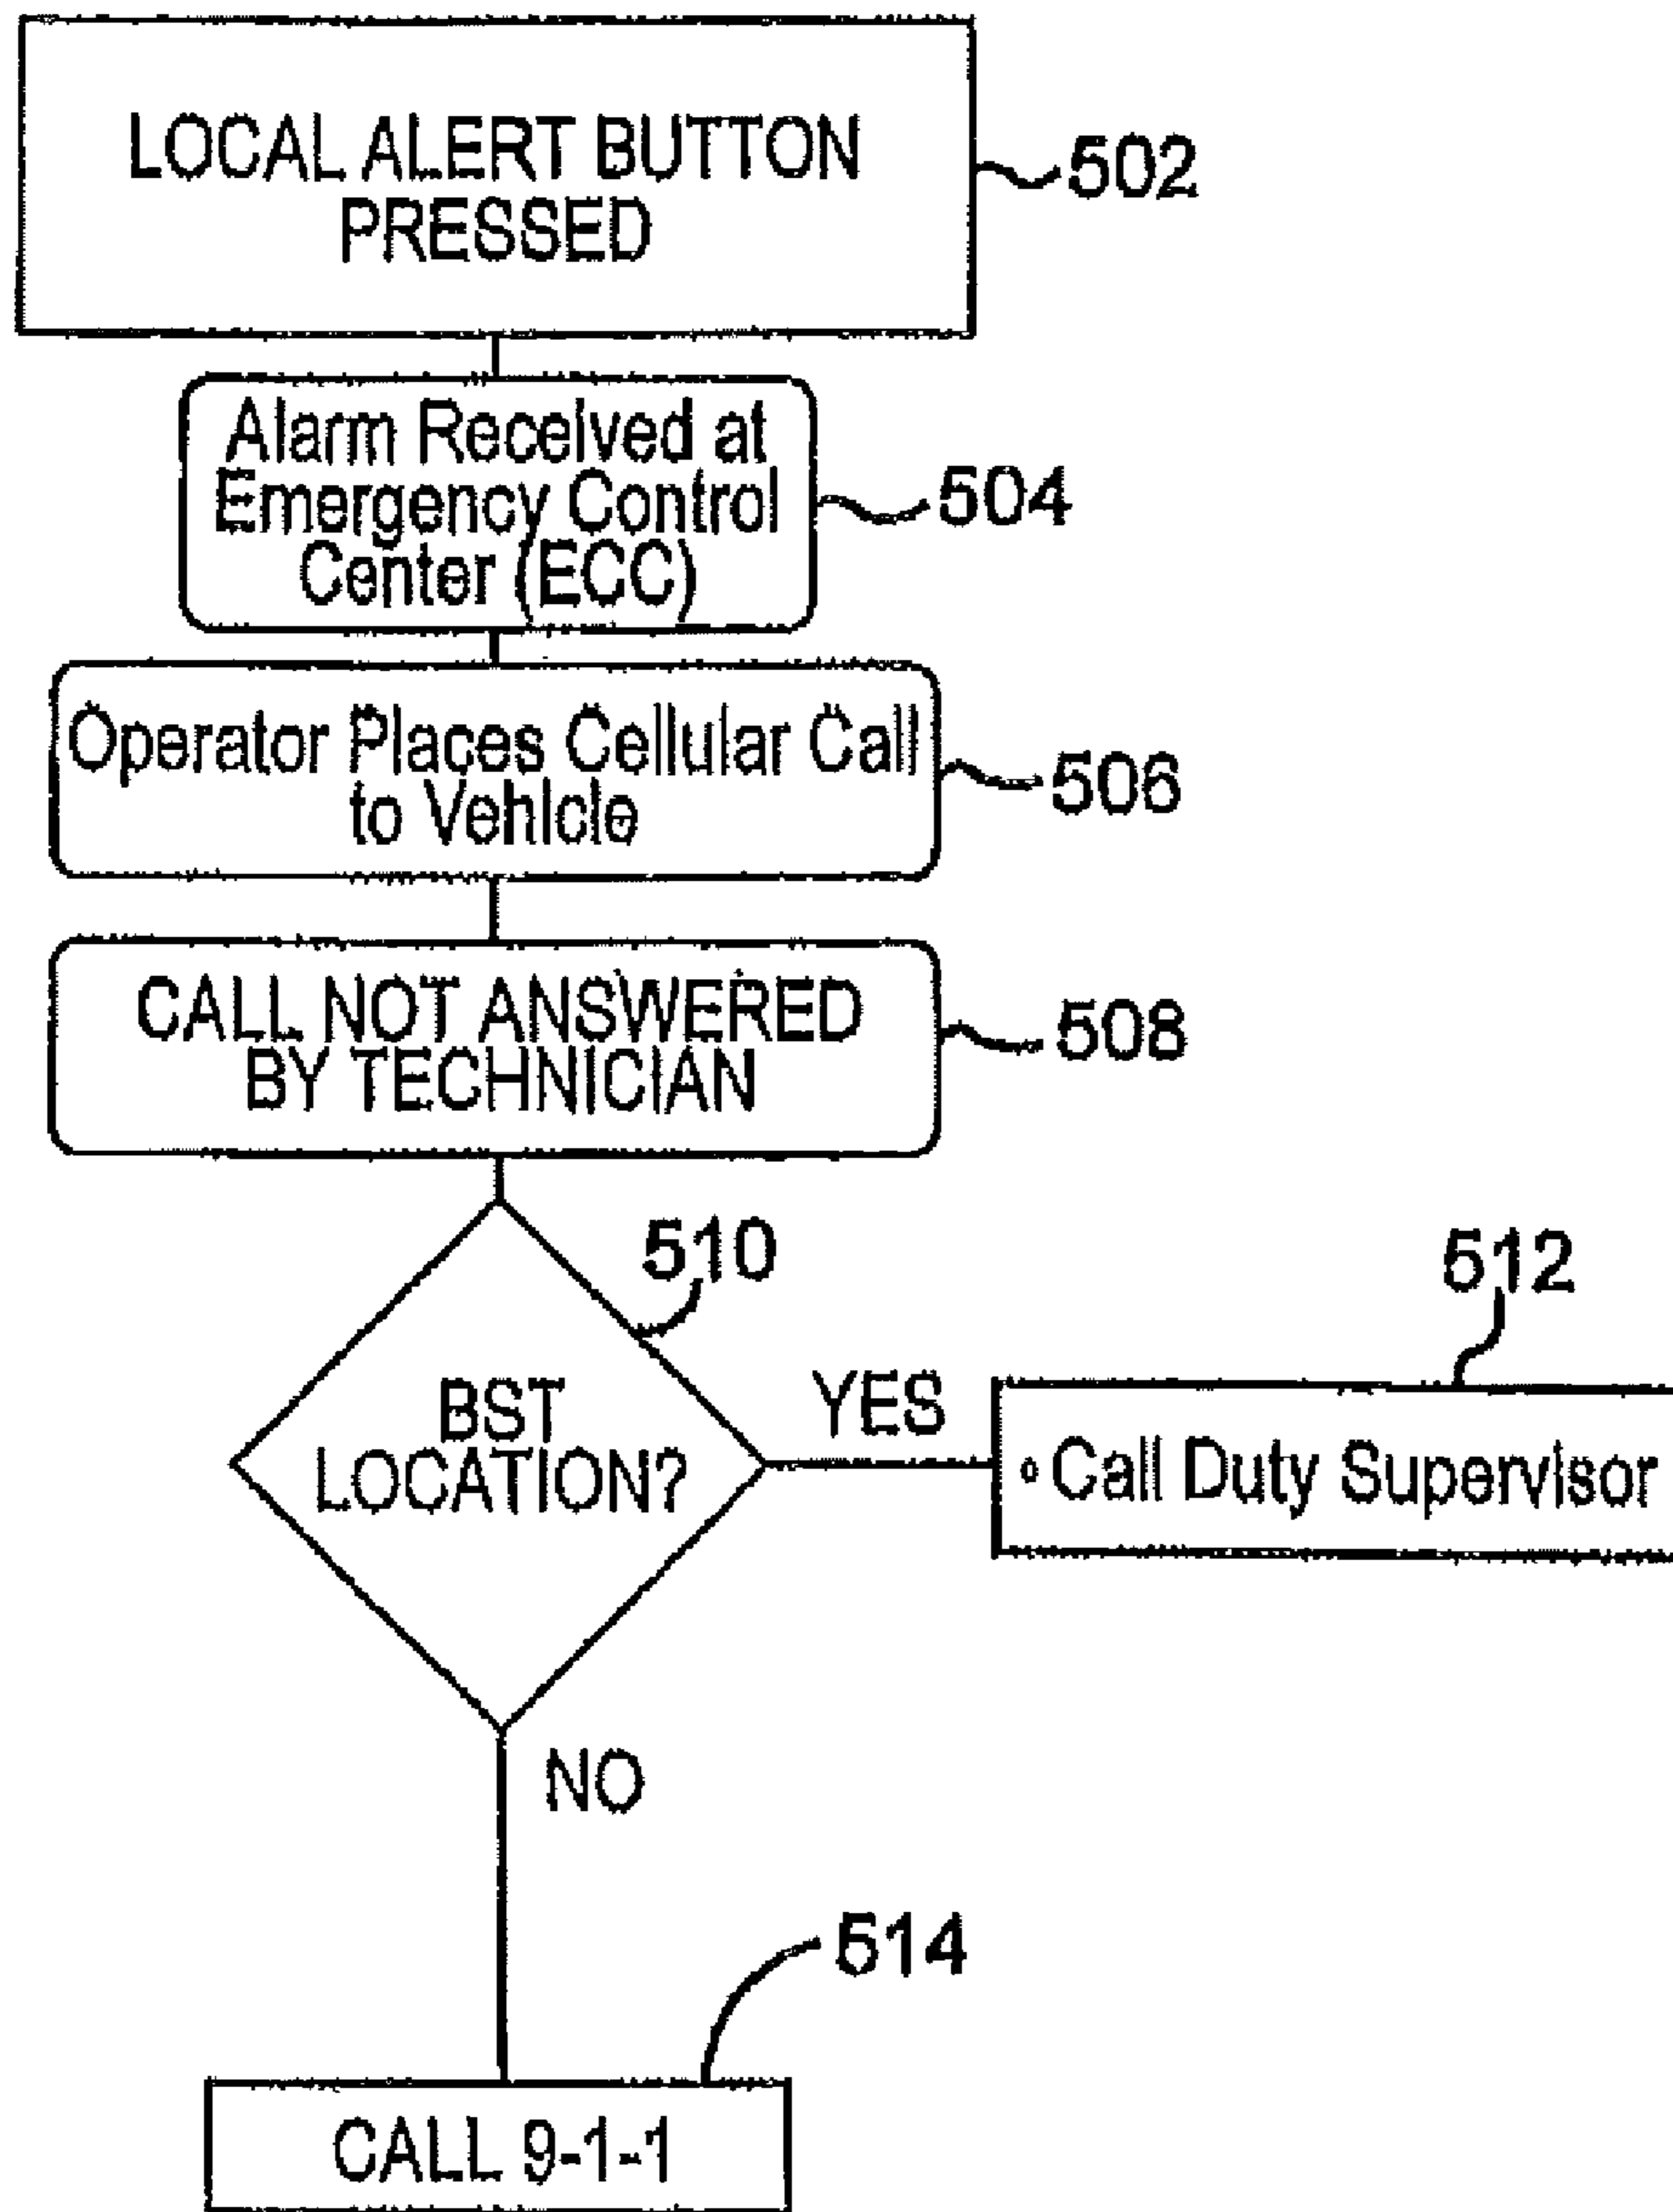 LOCAL ALERT BUTTON
PRESSED
502
Alarm Received at
Emergency Control
Center (ECC)
504
Operator Places Cellular Call
to Vehicle
506
CALL NOT ANSWERED
BY TECHNICIAN
508
510
BST
LOCATION?
YES
512
Call Duty Supervisor
NO
514
CALL 9-1-1